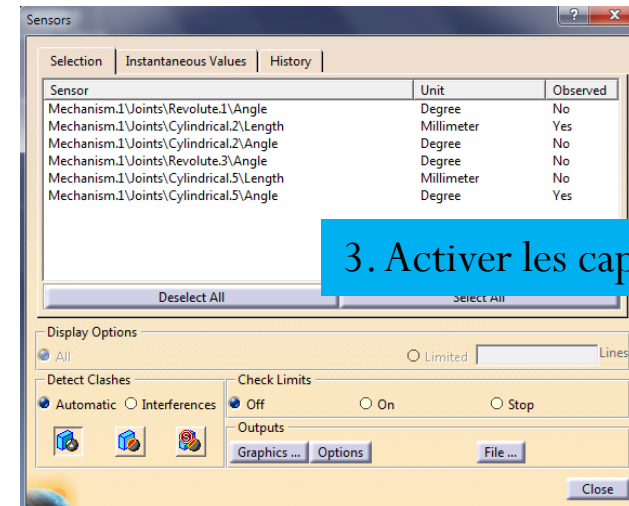 Sensors
Selection Instantaneous Values History
Sensor Unit Observed
Mechanism.1\Joints\Revolute.1\Angle Degree No
Mechanism.1\Joints\Cylindrical.2\Length Millimeter Yes
Mechanism.1\Joints\Cylindrical.2\Angle Degree No
Mechanism.1\Joints\Revolute.3\Angle Degree No
Mechanism.1\Joints\Cylindrical.5\Length Millimeter No
Mechanism.1\Joints\Cylindrical.5\Angle Degree Yes
3. Activer les cap
Deselect All Select All
Display Options
All Limited Lines
Detect Clashes Check Limits
Automatic Interferences Off On Stop
Outputs
Graphics ... Options File ...
Close